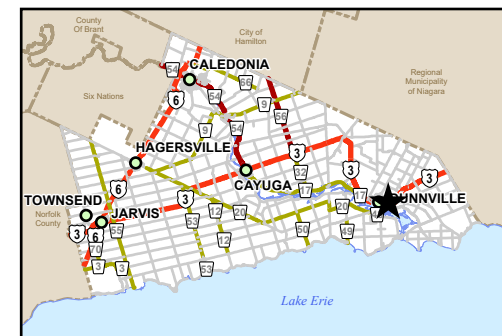 County
Of Brant
City of
Hamilton
CALEDONIA
54
66
Regional
Municipality
of Niagara
Six Nations
6
54
9
56
9
54
HAGERSVILLE
3
3
32
3
6
CAYUGA
17
17
TOWNSEND
3
DUNNVILLE
Norfolk
County
JARVIS
53
12
20
20
3
6
55
12
50
49
70
3
3
53
Lake Erie